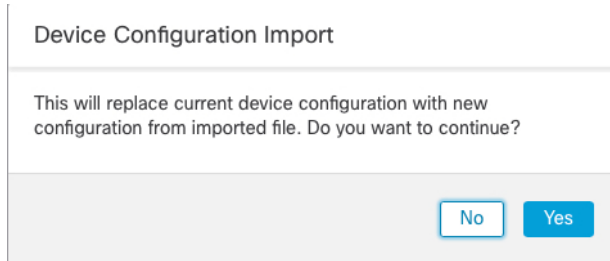 Device Configuration Import
This will replace current device configuration with new
configuration from imported file. Do you want to continue?
No
Yes